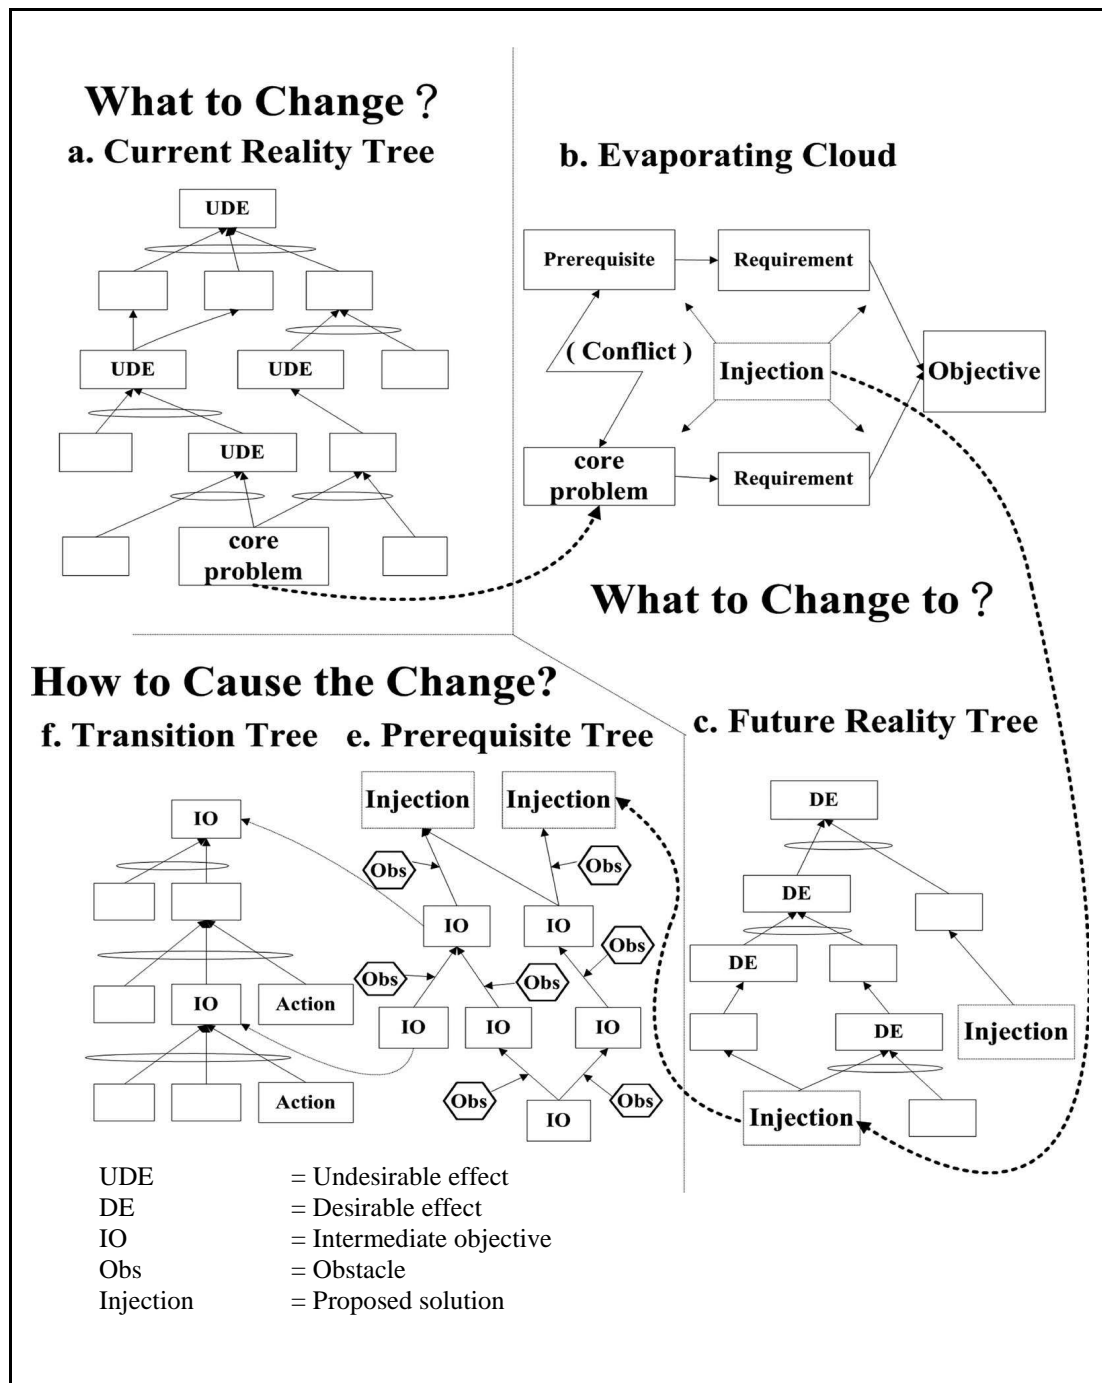 What to Change ?
a. Current Reality Tree
UDE
UDE
UDE
UDE
core
problem
b. Evaporating Cloud
Prerequisite
Requirement
( Conflict )
Injection
Objective
core
problem
Requirement
What to Change to ?
How to Cause the Change?
f. Transition Tree
IO
IO
Action
Action
e. Prerequisite Tree
Injection
Injection
Obs
Obs
IO
IO
Obs
Obs
Obs
IO
IO
IO
Obs
Obs
IO
c. Future Reality Tree
DE
DE
DE
DE
Injection
Injection
UDE = Undesirable effect
DE = Desirable effect
IO = Intermediate objective
Obs = Obstacle
Injection = Proposed solution